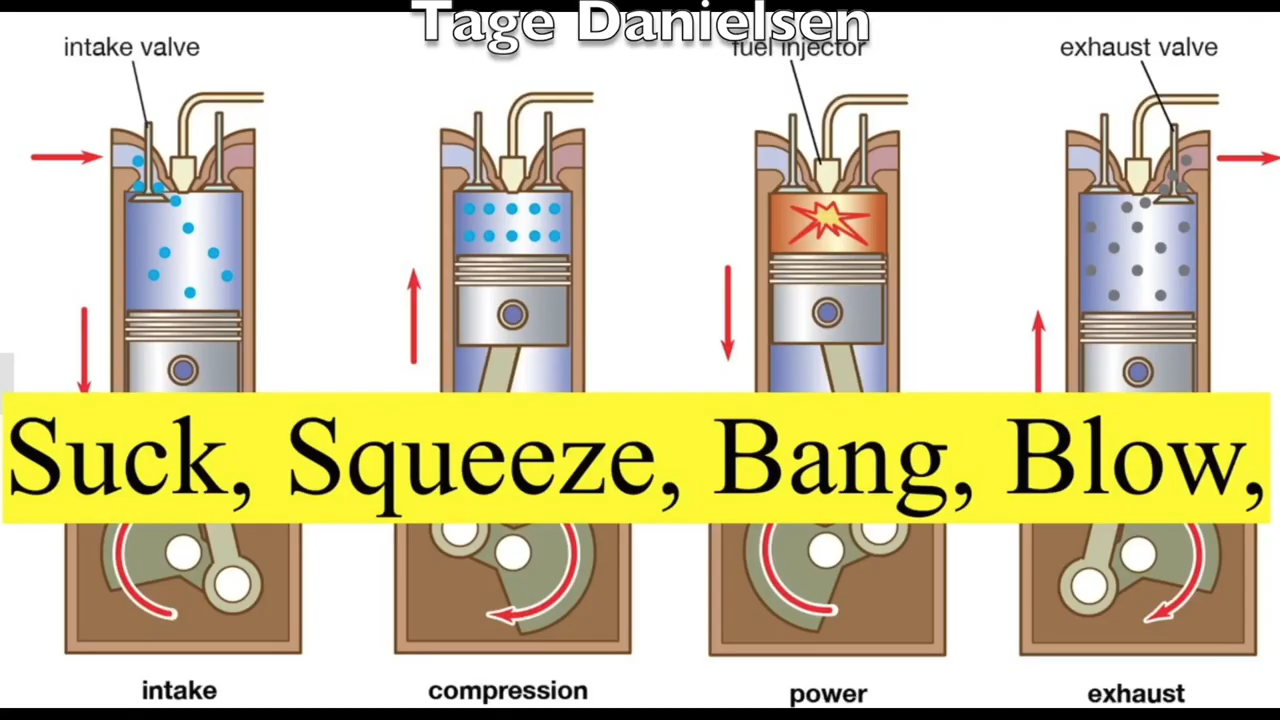 Tage Danielsen
intake valve
fuel injector
exhaust valve
Suck, Squeeze, Bang, Blow,
intake
compression
power
exhaust